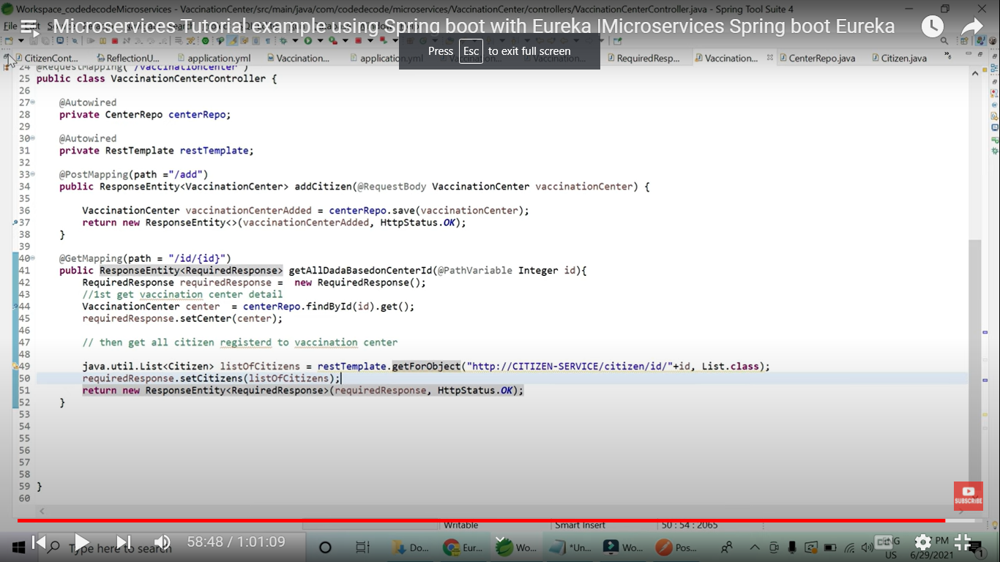 Workspace_codedecodeMicroservices - VaccinationCenter/src/main/java/com/codedecode/microservices/VaccinationCenter/controllers/VaccinationCenterController.java - Spring Tool Suite 4
Microservices Tutorial example using Spring boot with Eureka |Microservices Spring boot Eureka
Press Esc to exit full screen
CitizenCont... ReflectionU... application.yml Vaccination... application.yml Vaccination... RequiredResp... Vaccination... CenterRepo.java Citizen.java
24 @RequestMapping( "/vaccinationcenter")
25 public class VaccinationCenterController {
26
27 @Autowired
28 private CenterRepo centerRepo;
29
30 @Autowired
31 private RestTemplate restTemplate;
32
33 @PostMapping(path ="/add")
34 public ResponseEntity<VaccinationCenter> addCitizen(@RequestBody VaccinationCenter vaccinationCenter) {
35
36 VaccinationCenter vaccinationCenterAdded = centerRepo.save(vaccinationCenter);
37 return new ResponseEntity<>(vaccinationCenterAdded, HttpStatus.OK);
38 }
39
40 @GetMapping(path = "/id/{id}")
41 public ResponseEntity<RequiredResponse> getAllDadaBasedonCenterId(@PathVariable Integer id){
42 RequiredResponse requiredResponse =  new RequiredResponse();
43 //1st get vaccination center detail
44 VaccinationCenter center  = centerRepo.findById(id).get();
45 requiredResponse.setCenter(center);
46
47 // then get all citizen registerd to vaccination center
48
49 java.util.List<Citizen> listOfCitizens = restTemplate.getForObject("http://CITIZEN-SERVICE/citizen/id/"+id, List.class);
50 requiredResponse.setCitizens(listOfCitizens);
51 return new ResponseEntity<RequiredResponse>(requiredResponse, HttpStatus.OK);
52 }
53
54
55
56
57
58
59 }
60
SUBSCRIBE
Writable Smart Insert 50 : 54 : 2065
Type here to search
58:48 / 1:01:09
Do... Eur... Wo... *Un... Wo... Pos...
PM
US 6/29/2021